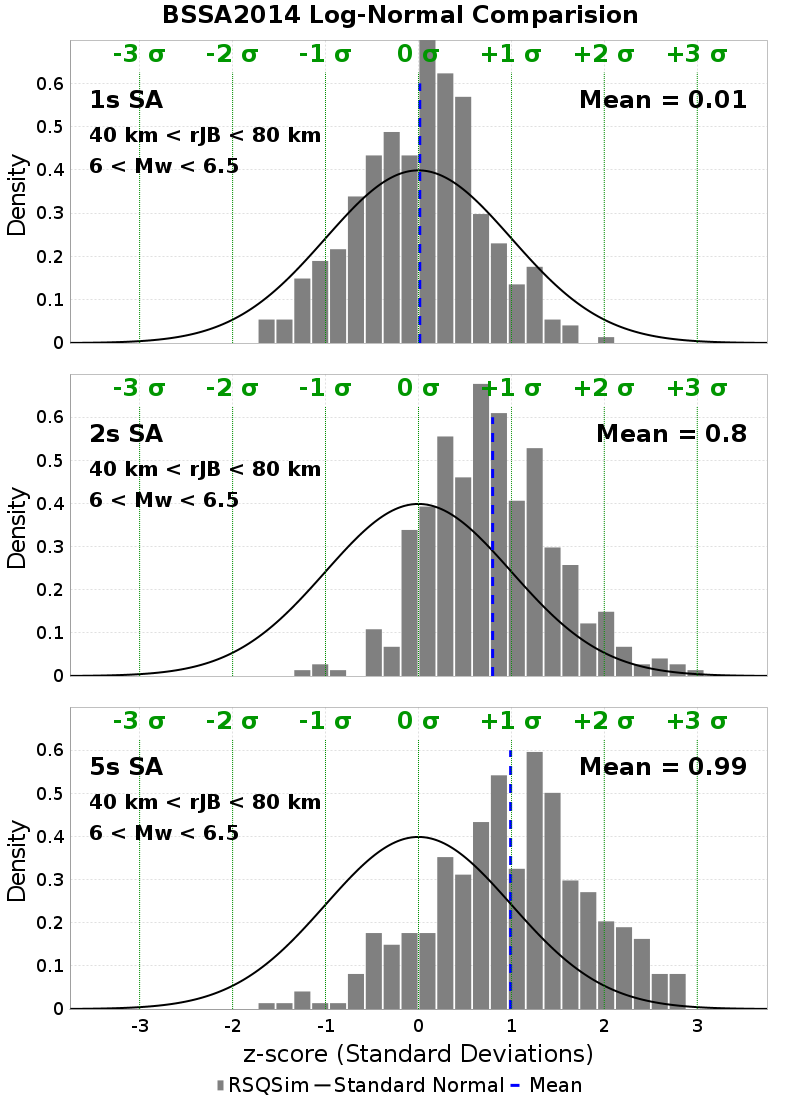 BSSA2014 Log-Normal Comparision
-3 σ -2 σ -1 σ 0 σ +1 σ +2 σ +3 σ
1s SA Mean = 0.01
40 km < rJB < 80 km
6 < Mw < 6.5
Density
0.6
0.5
0.4
0.3
0.2
0.1
0
-3 σ -2 σ -1 σ 0 σ +1 σ +2 σ +3 σ
2s SA Mean = 0.8
40 km < rJB < 80 km
6 < Mw < 6.5
Density
0.6
0.5
0.4
0.3
0.2
0.1
0
-3 σ -2 σ -1 σ 0 σ +1 σ +2 σ +3 σ
5s SA Mean = 0.99
40 km < rJB < 80 km
6 < Mw < 6.5
Density
0.6
0.5
0.4
0.3
0.2
0.1
0
-3 -2 -1 0 1 2 3
z-score (Standard Deviations)
RSQSim Standard Normal Mean